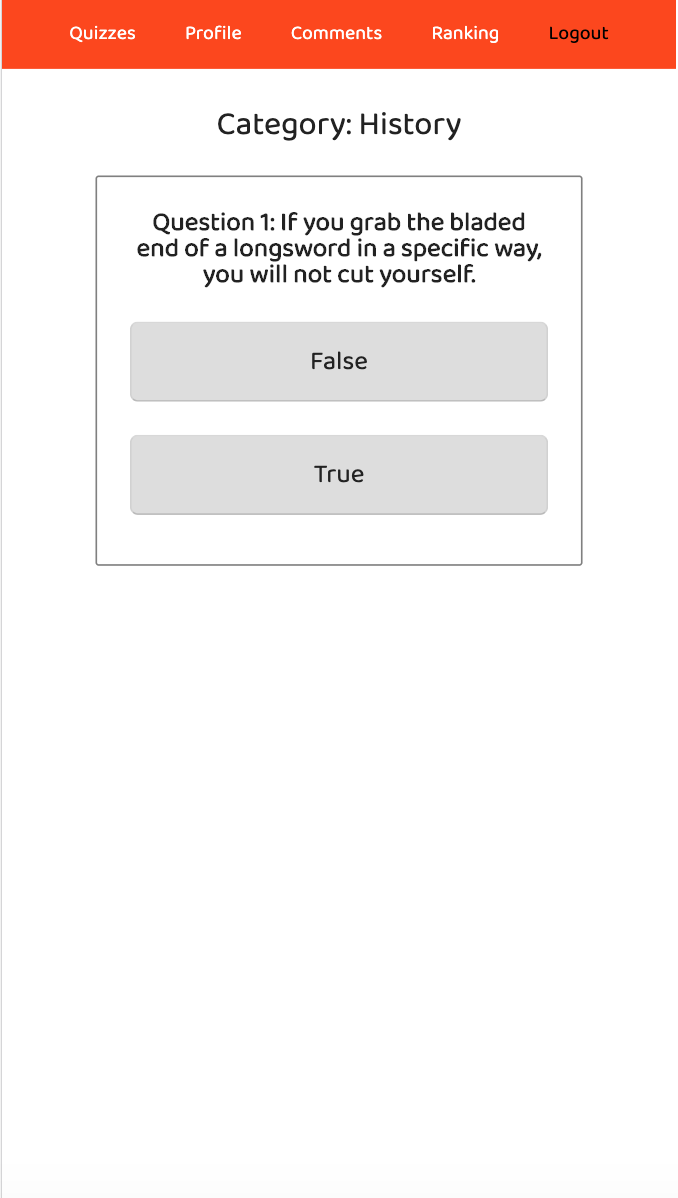 Quizzes Profile Comments Ranking Logout
Category: History
Question 1: If you grab the bladed
end of a longsword in a specific way,
you will not cut yourself.
False
True